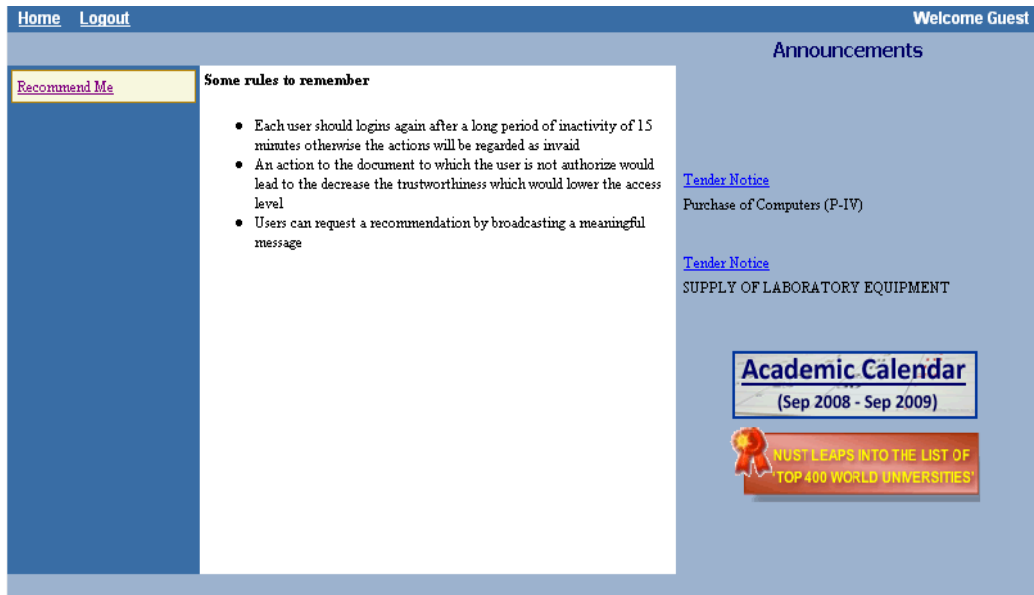 Home Logout
Welcome Guest
Announcements
Recommend Me
Some rules to remember
● Each user should logins again after a long period of inactivity of 15
minutes otherwise the actions will be regarded as invaid
● An action to the document to which the user is not authorize would
lead to the decrease the trustworthiness which would lower the access
level
● Users can request a recommendation by broadcasting a meaningful
message
Tender Notice
Purchase of Computers (P-IV)
Tender Notice
SUPPLY OF LABORATORY EQUIPMENT
Academic Calendar
(Sep 2008 - Sep 2009)
NUST LEAPS INTO THE LIST OF
'TOP 400 WORLD UNIVERSITIES'